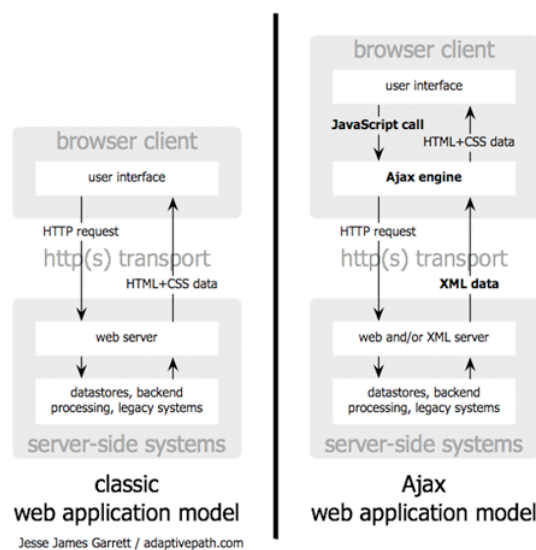 browser client
user interface
HTTP request
http(s) transport
HTML+CSS data
web server
datastores, backend
processing, legacy systems
server-side systems
classic
web application model
Jesse James Garrett / adaptivepath.com
browser client
user interface
JavaScript call
HTML+CSS data
Ajax engine
HTTP request
http(s) transport
XML data
web and/or XML server
datastores, backend
processing, legacy systems
server-side systems
Ajax
web application model